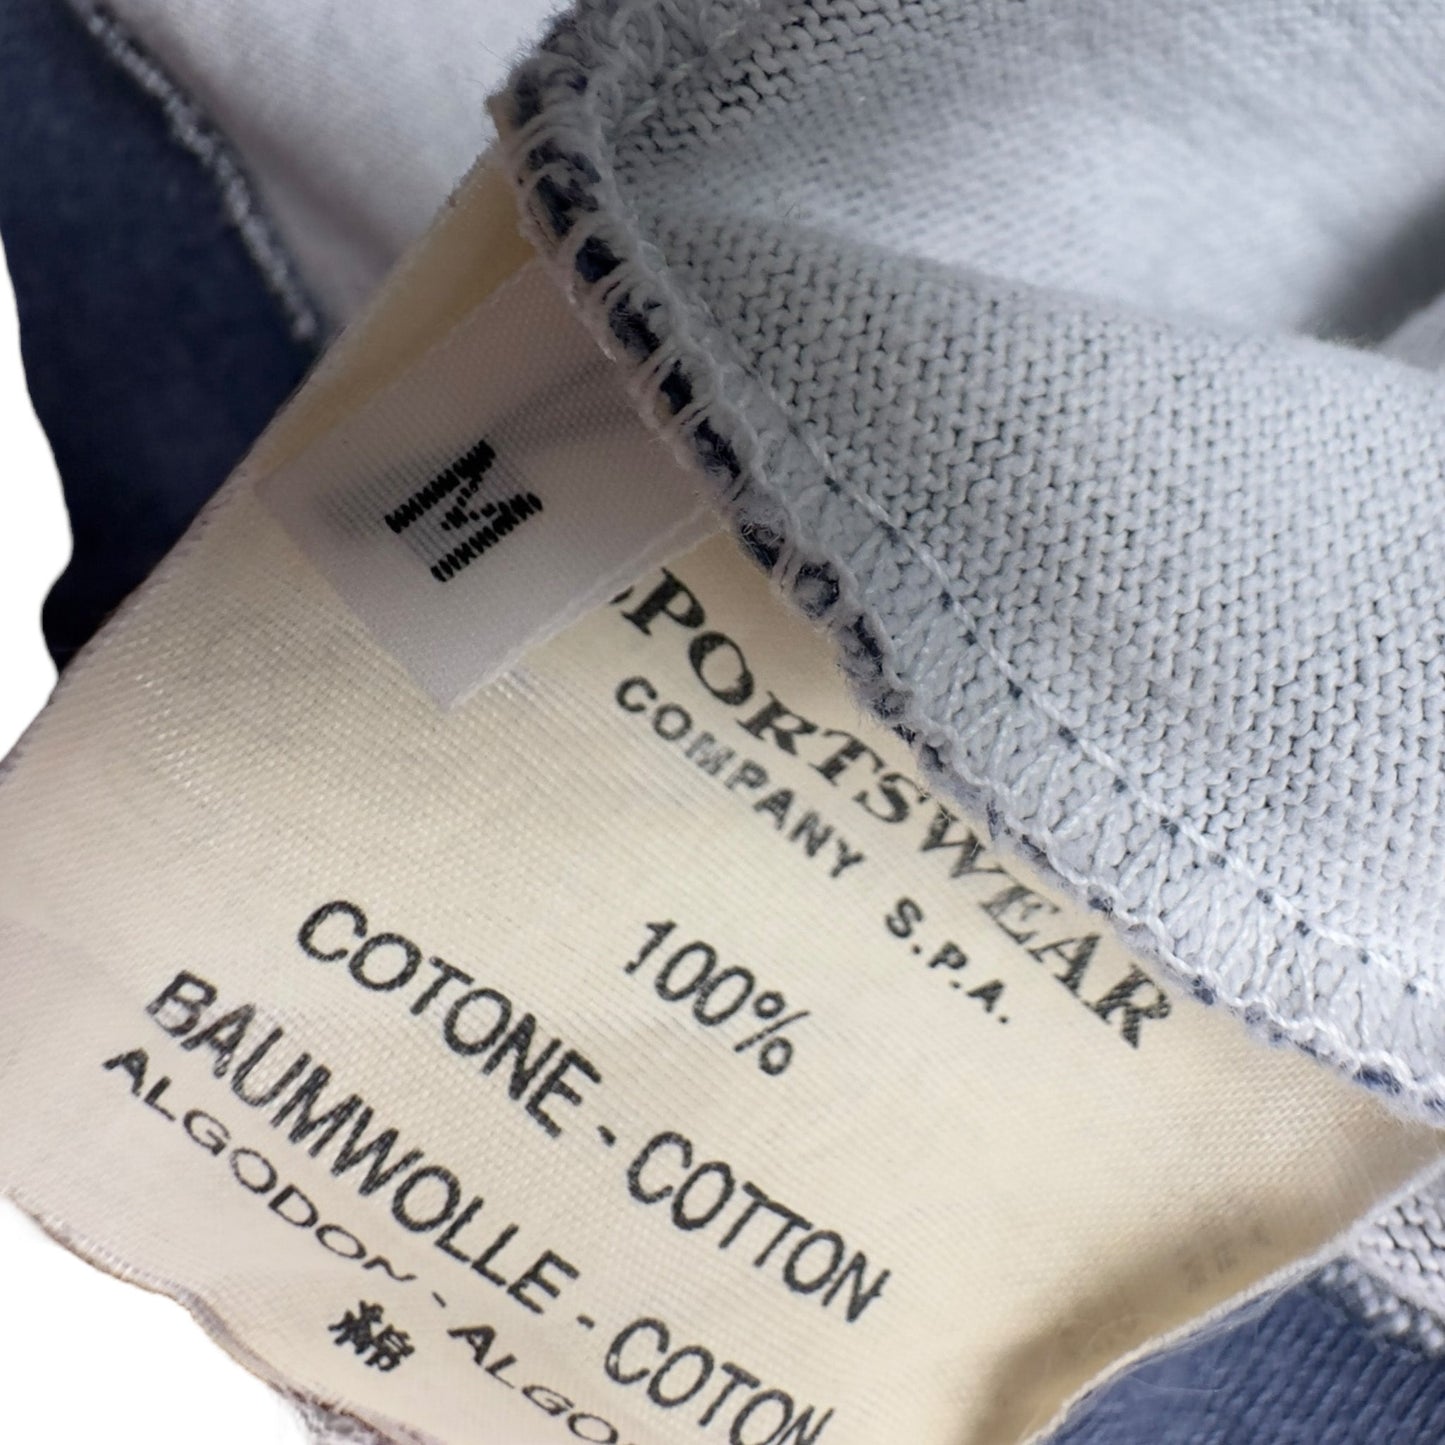 M
SPORTSWEAR
COMPANY S.P.A.
100%
COTONE - COTTON
BAUMWOLLE - COTON
ALGODON - ALGO
綿